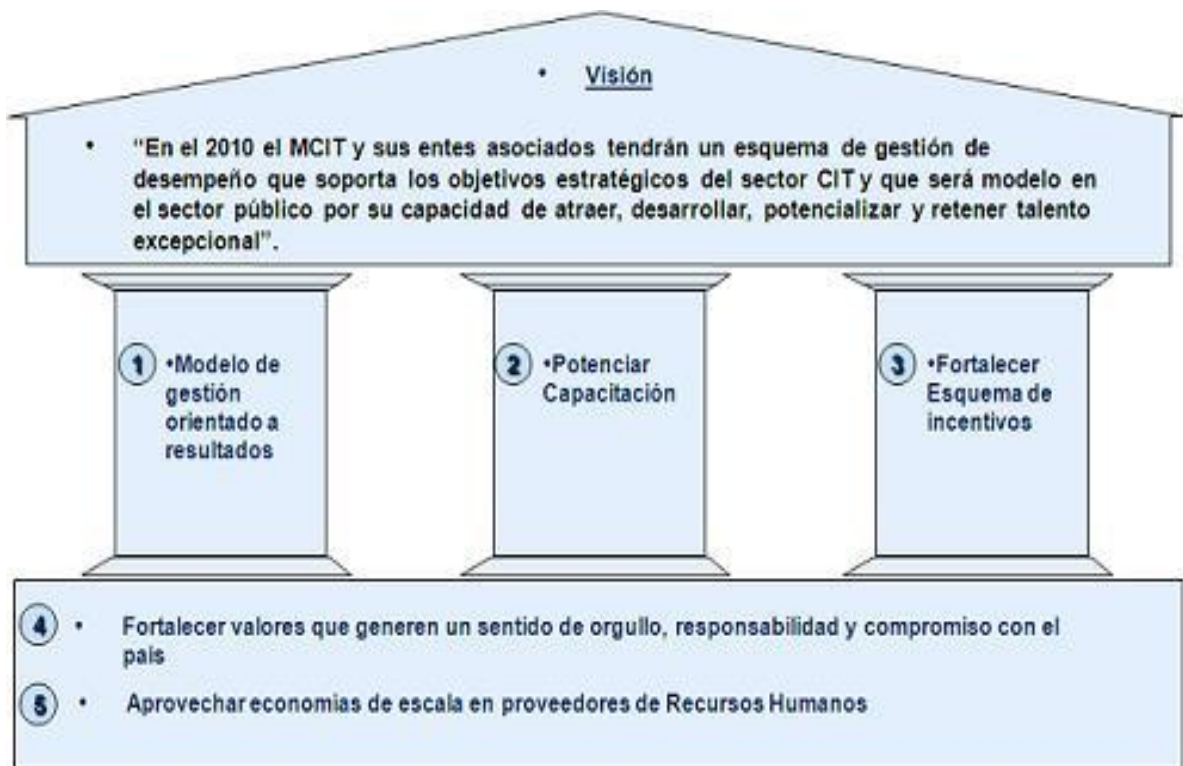 • Visión
• “En el 2010 el MCIT y sus entes asociados tendrán un esquema de gestión de
desempeño que soporta los objetivos estratégicos del sector CIT y que será modelo en
el sector público por su capacidad de atraer, desarrollar, potencializar y retener talento
excepcional”.
1 •Modelo de
gestión
orientado a
resultados
2 •Potenciar
Capacitación
3 •Fortalecer
Esquema de
incentivos
4 • Fortalecer valores que generen un sentido de orgullo, responsabilidad y compromiso con el
país
5 • Aprovechar economias de escala en proveedores de Recursos Humanos